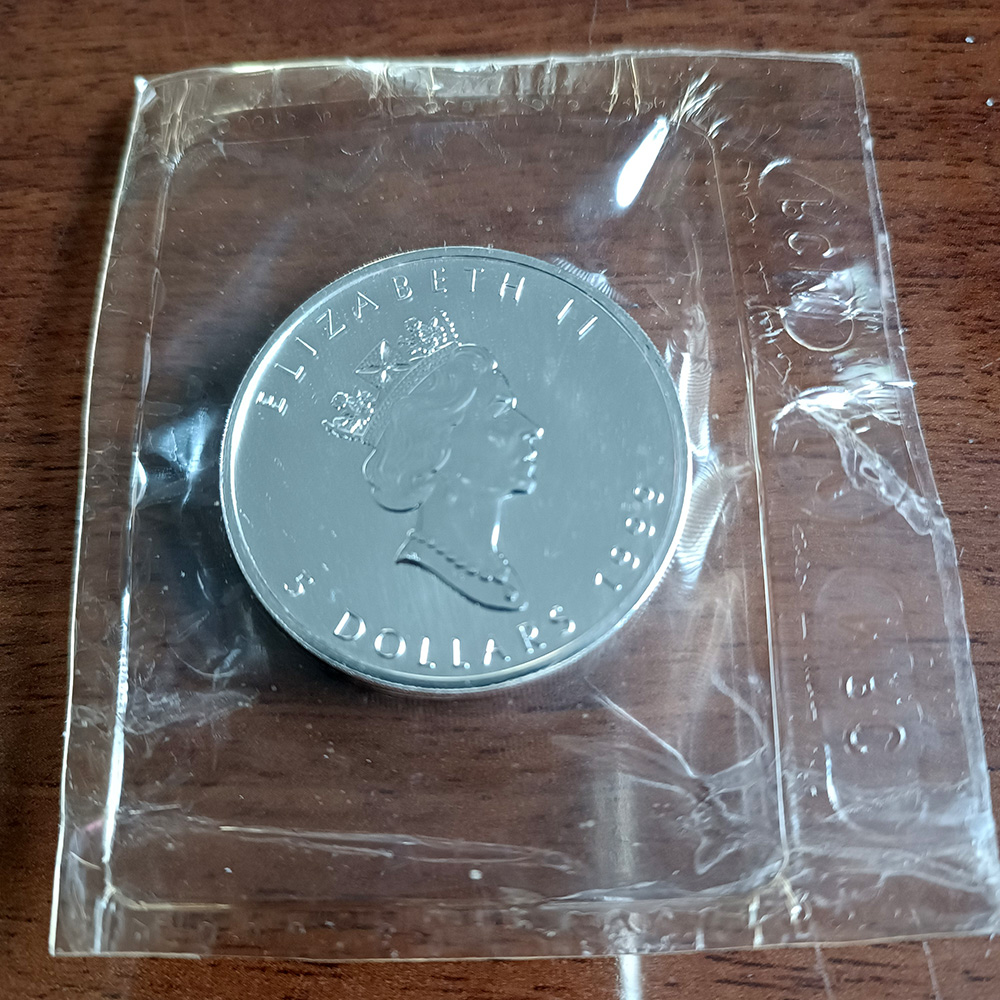 ELIZABETH II
5 DOLLARS 1999